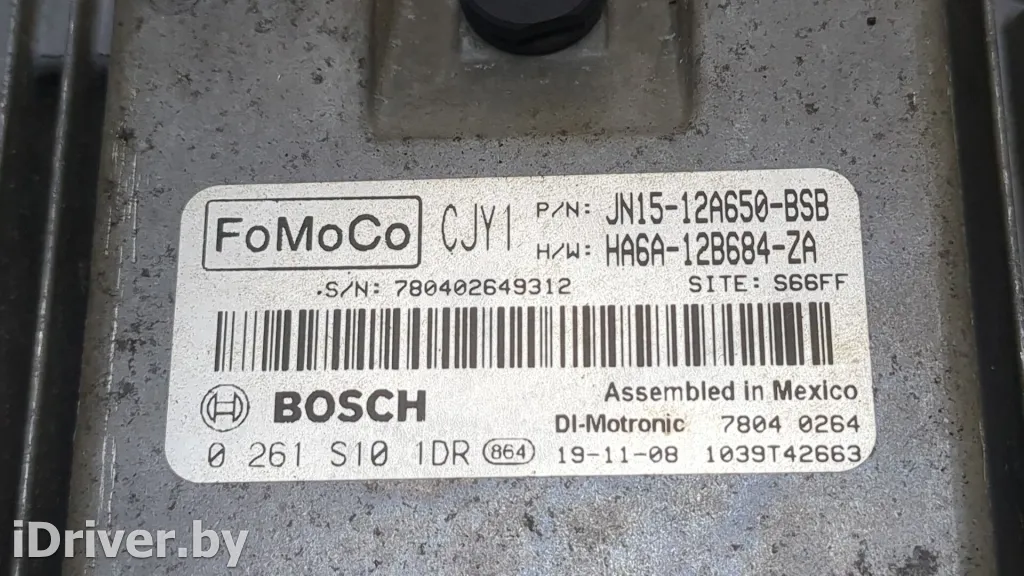 FoMoCo CJY1 P/N: JN15-12A650-BSB
H/W: HA6A-12B684-ZA
S/N: 780402649312 SITE: S66FF
BOSCH Assembled in Mexico
DI-Motronic 7804 0264
0 261 S10 1DR 864 19-11-08 1039T42663
iDriver.by